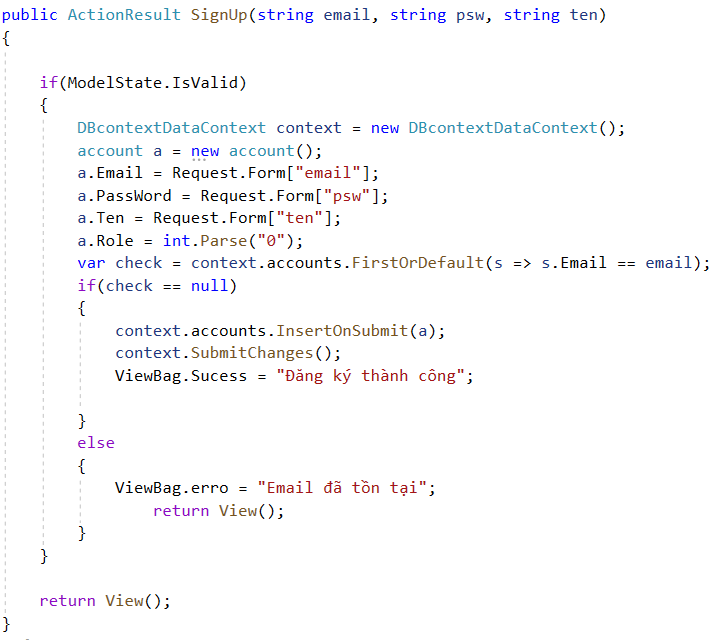 public ActionResult SignUp(string email, string psw, string ten)
{
if(ModelState.IsValid)
{
DBcontextDataContext context = new DBcontextDataContext();
account a = new account();
a.Email = Request.Form["email"];
a.PassWord = Request.Form["psw"];
a.Ten = Request.Form["ten"];
a.Role = int.Parse("0");
var check = context.accounts.FirstOrDefault(s => s.Email == email);
if(check == null)
{
context.accounts.InsertOnSubmit(a);
context.SubmitChanges();
ViewBag.Sucess = "Đăng ký thành công";
}
else
{
ViewBag.erro = "Email đã tồn tại";
return View();
}
}
return View();
}